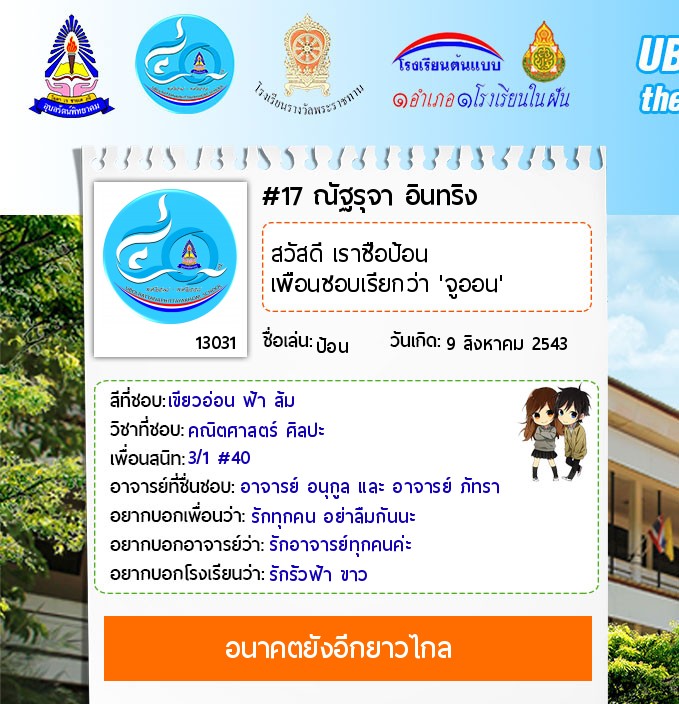 อุบลรัตน์พิทยาคม
โรงเรียนรางวัลพระราชทาน
โรงเรียนต้นแบบ
๑อำเภอ๑โรงเรียนในฝัน
UB
the
#17 ณัฐรุจา อินทริง
สวัสดี เราชื่อป้อน
เพื่อนชอบเรียกว่า 'จูออน'
13031
ชื่อเล่น: ป้อน วันเกิด: 9 สิงหาคม 2543
สีที่ชอบ: เขียวอ่อน ฟ้า ส้ม
วิชาที่ชอบ: คณิตศาสตร์ ศิลปะ
เพื่อนสนิท: 3/1 #40
อาจารย์ที่ชื่นชอบ: อาจารย์ อนุกูล และ อาจารย์ ภัทรา
อยากบอกเพื่อนว่า: รักทุกคน อย่าลืมกันนะ
อยากบอกอาจารย์ว่า: รักอาจารย์ทุกคนค่ะ
อยากบอกโรงเรียนว่า: รักรั้วฟ้า ขาว
อนาคตยังอีกยาวไกล